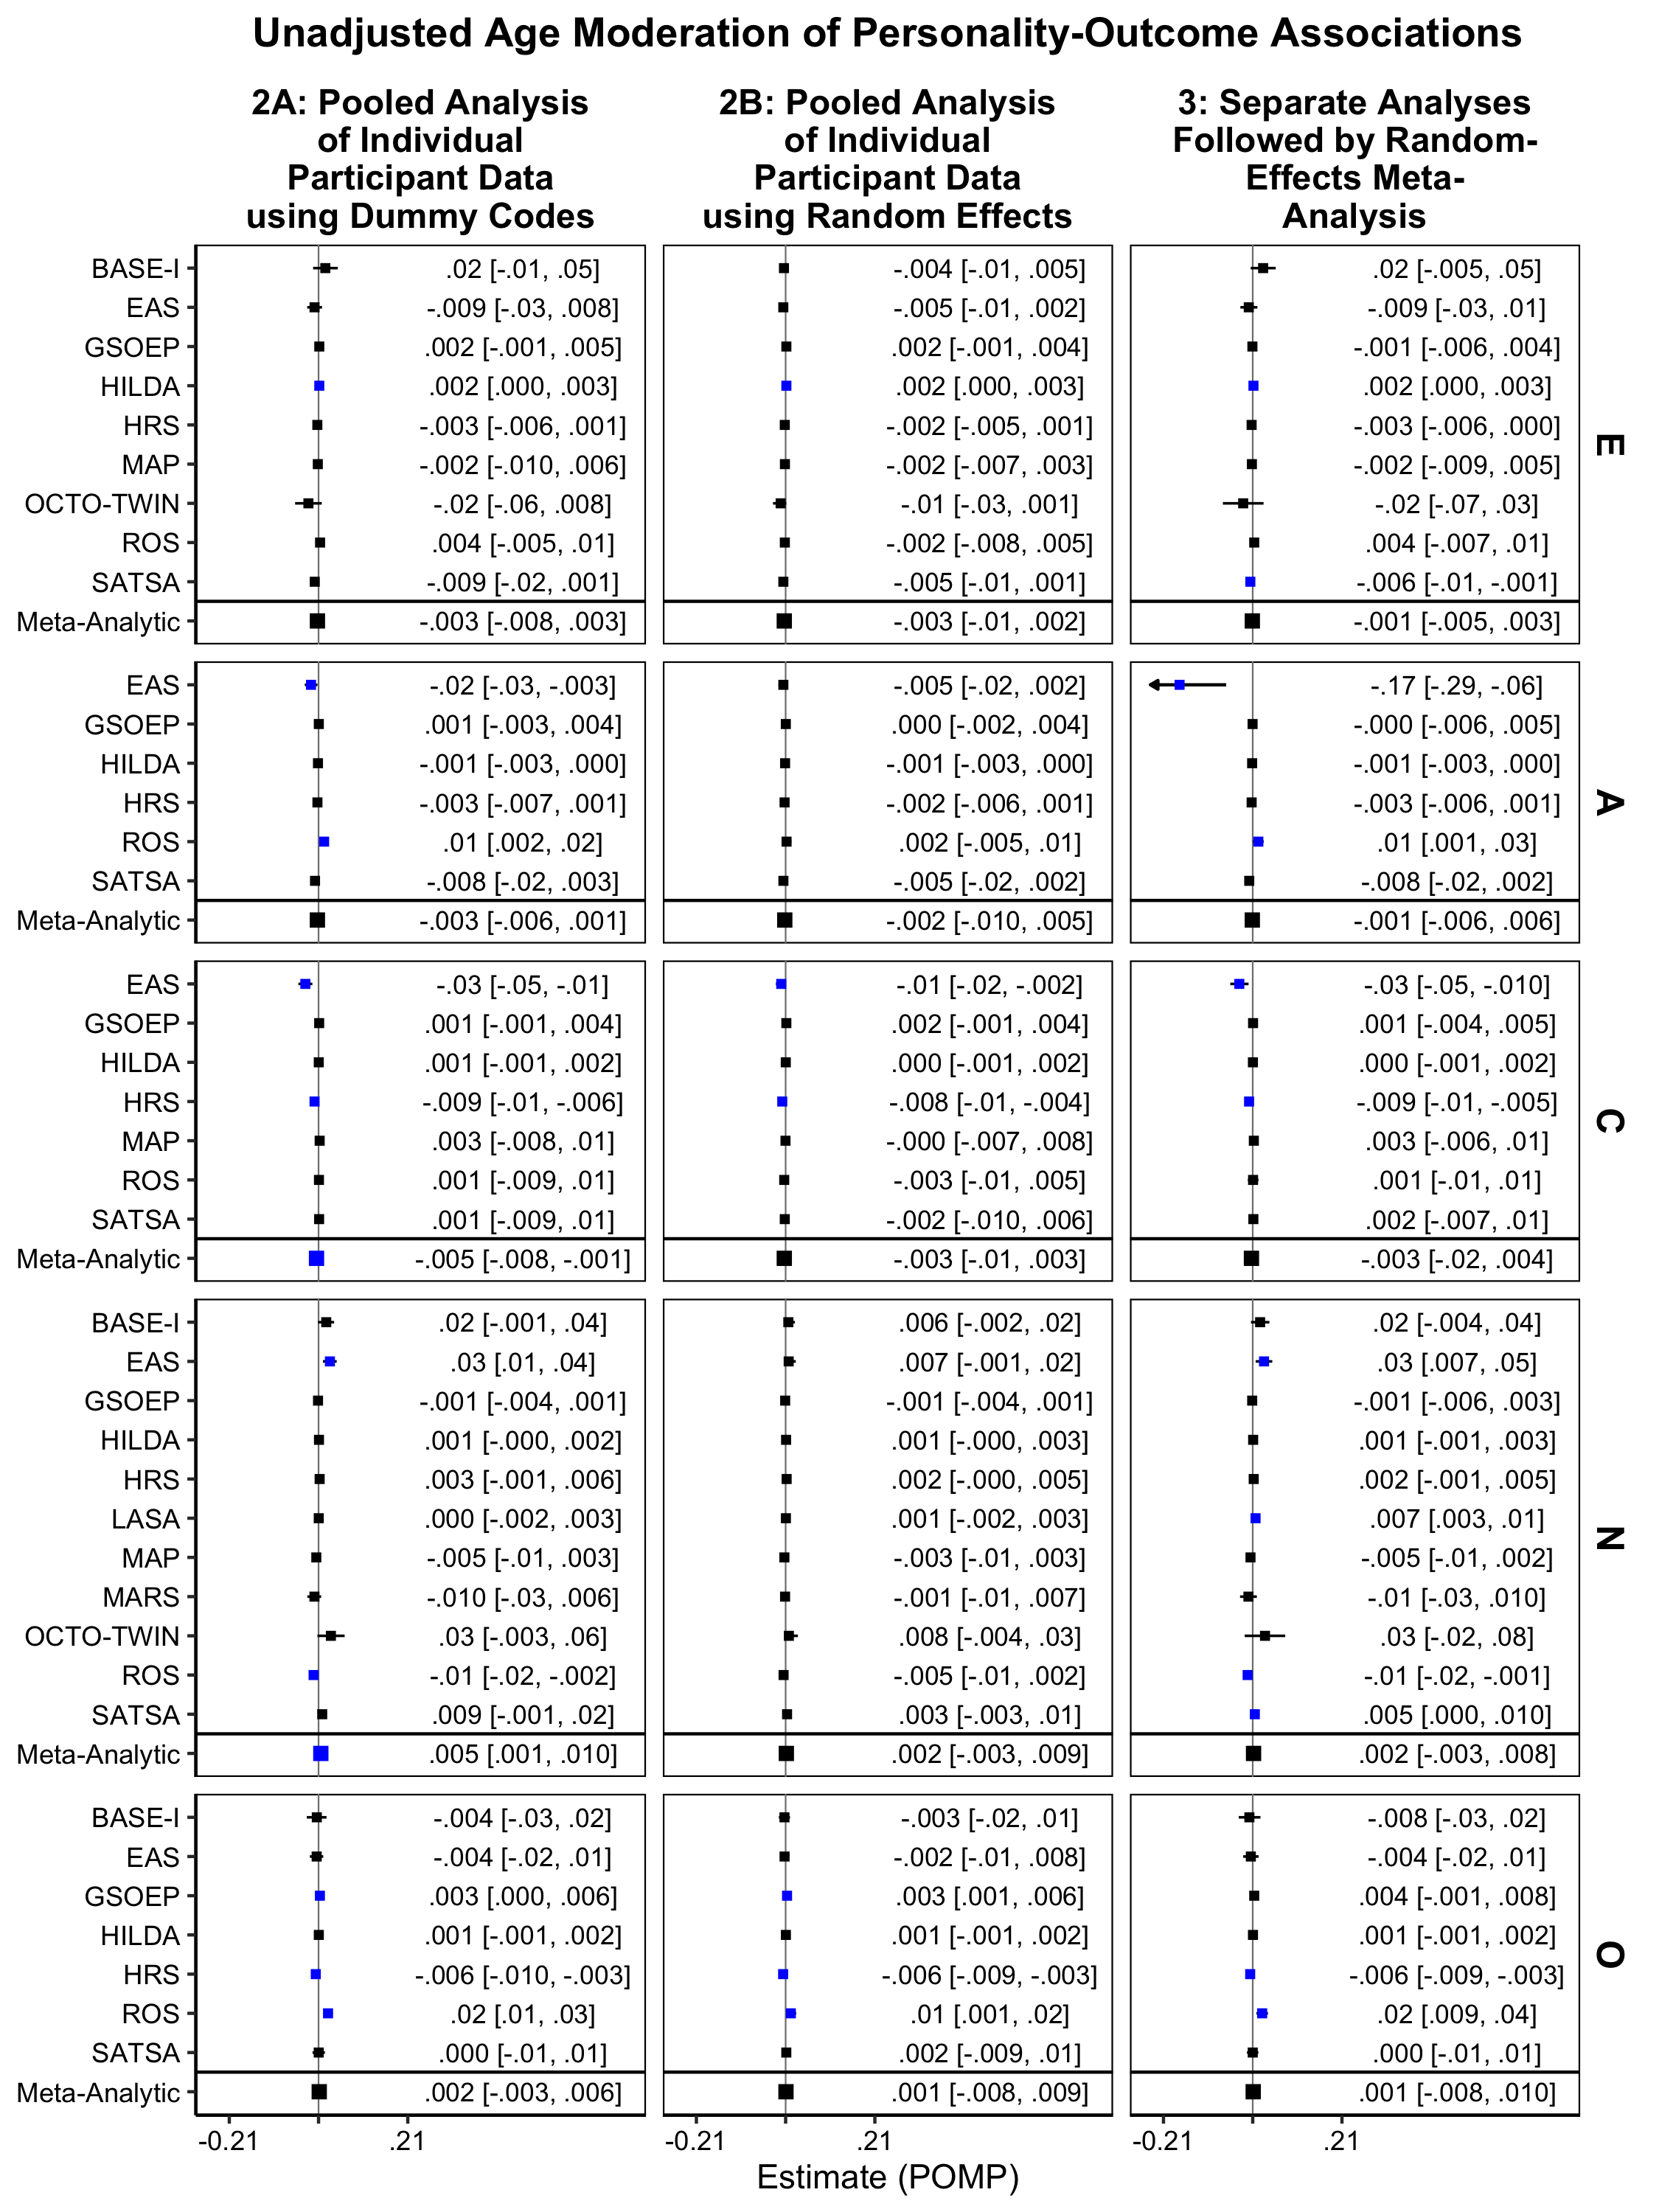 Unadjusted Age Moderation of Personality-Outcome Associations
2A: Pooled Analysis
of Individual
Participant Data
using Dummy Codes
2B: Pooled Analysis
of Individual
Participant Data
using Random Effects
3: Separate Analyses
Followed by Random-
Effects Meta-
Analysis
E
BASE-I .02 [-.01, .05] -.004 [-.01, .005] .02 [-.005, .05]
EAS -.009 [-.03, .008] -.005 [-.01, .002] -.009 [-.03, .01]
GSOEP .002 [-.001, .005] .002 [-.001, .004] -.001 [-.006, .004]
HILDA .002 [.000, .003] .002 [.000, .003] .002 [.000, .003]
HRS -.003 [-.006, .001] -.002 [-.005, .001] -.003 [-.006, .000]
MAP -.002 [-.010, .006] -.002 [-.007, .003] -.002 [-.009, .005]
OCTO-TWIN -.02 [-.06, .008] -.01 [-.03, .001] -.02 [-.07, .03]
ROS .004 [-.005, .01] -.002 [-.008, .005] .004 [-.007, .01]
SATSA -.009 [-.02, .001] -.005 [-.01, .001] -.006 [-.01, -.001]
Meta-Analytic -.003 [-.008, .003] -.003 [-.01, .002] -.001 [-.005, .003]
A
EAS -.02 [-.03, -.003] -.005 [-.02, .002] -.17 [-.29, -.06]
GSOEP .001 [-.003, .004] .000 [-.002, .004] -.000 [-.006, .005]
HILDA -.001 [-.003, .000] -.001 [-.003, .000] -.001 [-.003, .000]
HRS -.003 [-.007, .001] -.002 [-.006, .001] -.003 [-.006, .001]
ROS .01 [.002, .02] .002 [-.005, .01] .01 [.001, .03]
SATSA -.008 [-.02, .003] -.005 [-.02, .002] -.008 [-.02, .002]
Meta-Analytic -.003 [-.006, .001] -.002 [-.010, .005] -.001 [-.006, .006]
C
EAS -.03 [-.05, -.01] -.01 [-.02, -.002] -.03 [-.05, -.010]
GSOEP .001 [-.001, .004] .002 [-.001, .004] .001 [-.004, .005]
HILDA .001 [-.001, .002] .000 [-.001, .002] .000 [-.001, .002]
HRS -.009 [-.01, -.006] -.008 [-.01, -.004] -.009 [-.01, -.005]
MAP .003 [-.008, .01] -.000 [-.007, .008] .003 [-.006, .01]
ROS .001 [-.009, .01] -.003 [-.01, .005] .001 [-.01, .01]
SATSA .001 [-.009, .01] -.002 [-.010, .006] .002 [-.007, .01]
Meta-Analytic -.005 [-.008, -.001] -.003 [-.01, .003] -.003 [-.02, .004]
N
BASE-I .02 [-.001, .04] .006 [-.002, .02] .02 [-.004, .04]
EAS .03 [.01, .04] .007 [-.001, .02] .03 [.007, .05]
GSOEP -.001 [-.004, .001] -.001 [-.004, .001] -.001 [-.006, .003]
HILDA .001 [-.000, .002] .001 [-.000, .003] .001 [-.001, .003]
HRS .003 [-.001, .006] .002 [-.000, .005] .002 [-.001, .005]
LASA .000 [-.002, .003] .001 [-.002, .003] .007 [.003, .01]
MAP -.005 [-.01, .003] -.003 [-.01, .003] -.005 [-.01, .002]
MARS -.010 [-.03, .006] -.001 [-.01, .007] -.01 [-.03, .010]
OCTO-TWIN .03 [-.003, .06] .008 [-.004, .03] .03 [-.02, .08]
ROS -.01 [-.02, -.002] -.005 [-.01, .002] -.01 [-.02, -.001]
SATSA .009 [-.001, .02] .003 [-.003, .01] .005 [.000, .010]
Meta-Analytic .005 [.001, .010] .002 [-.003, .009] .002 [-.003, .008]
O
BASE-I -.004 [-.03, .02] -.003 [-.02, .01] -.008 [-.03, .02]
EAS -.004 [-.02, .01] -.002 [-.01, .008] -.004 [-.02, .01]
GSOEP .003 [.000, .006] .003 [.001, .006] .004 [-.001, .008]
HILDA .001 [-.001, .002] .001 [-.001, .002] .001 [-.001, .002]
HRS -.006 [-.010, -.003] -.006 [-.009, -.003] -.006 [-.009, -.003]
ROS .02 [.01, .03] .01 [.001, .02] .02 [.009, .04]
SATSA .000 [-.01, .01] .002 [-.009, .01] .000 [-.01, .01]
Meta-Analytic .002 [-.003, .006] .001 [-.008, .009] .001 [-.008, .010]
-0.21 .21 -0.21 .21 -0.21 .21
Estimate (POMP)